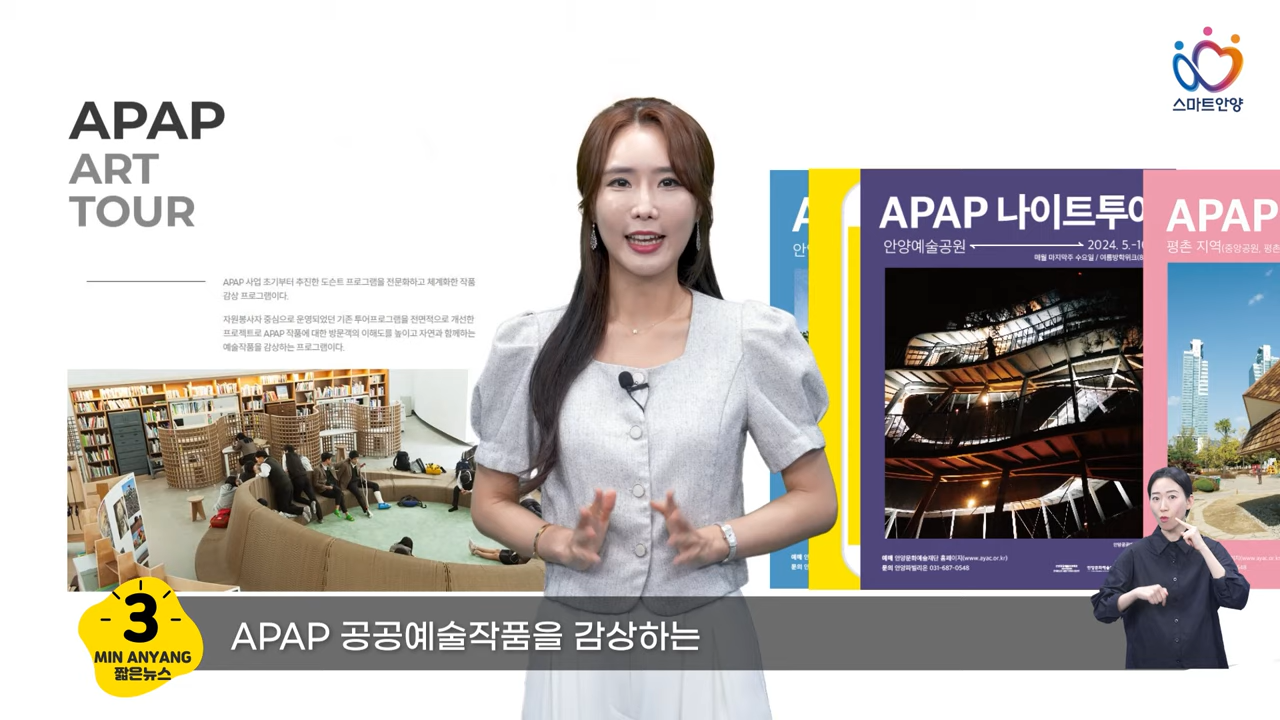 APAP
ART
TOUR
APAP 사업 초기부터 추진한 도슨트 프로그램을 전문화하고 체계화한 작품
감상 프로그램이다.
자원봉사자 중심으로 운영되었던 기존 투어프로그램을 전면적으로 개선한
프로젝트로 APAP 작품에 대한 방문객의 이해도를 높이고 자연과 함께하는
예술작품을 감상하는 프로그램이다.
스마트안양
APAP 나이트투어
안양예술공원
2024. 5.-10
매월 마지막주 수요일 / 여름방학위크(8
예매 안양문화예술재단 홈페이지(www.ayac.or.kr)
문의 안양파빌리온 031-687-0548
APAP
평촌 지역(중앙공원, 평촌
3
MIN ANYANG
짧은뉴스
APAP 공공예술작품을 감상하는